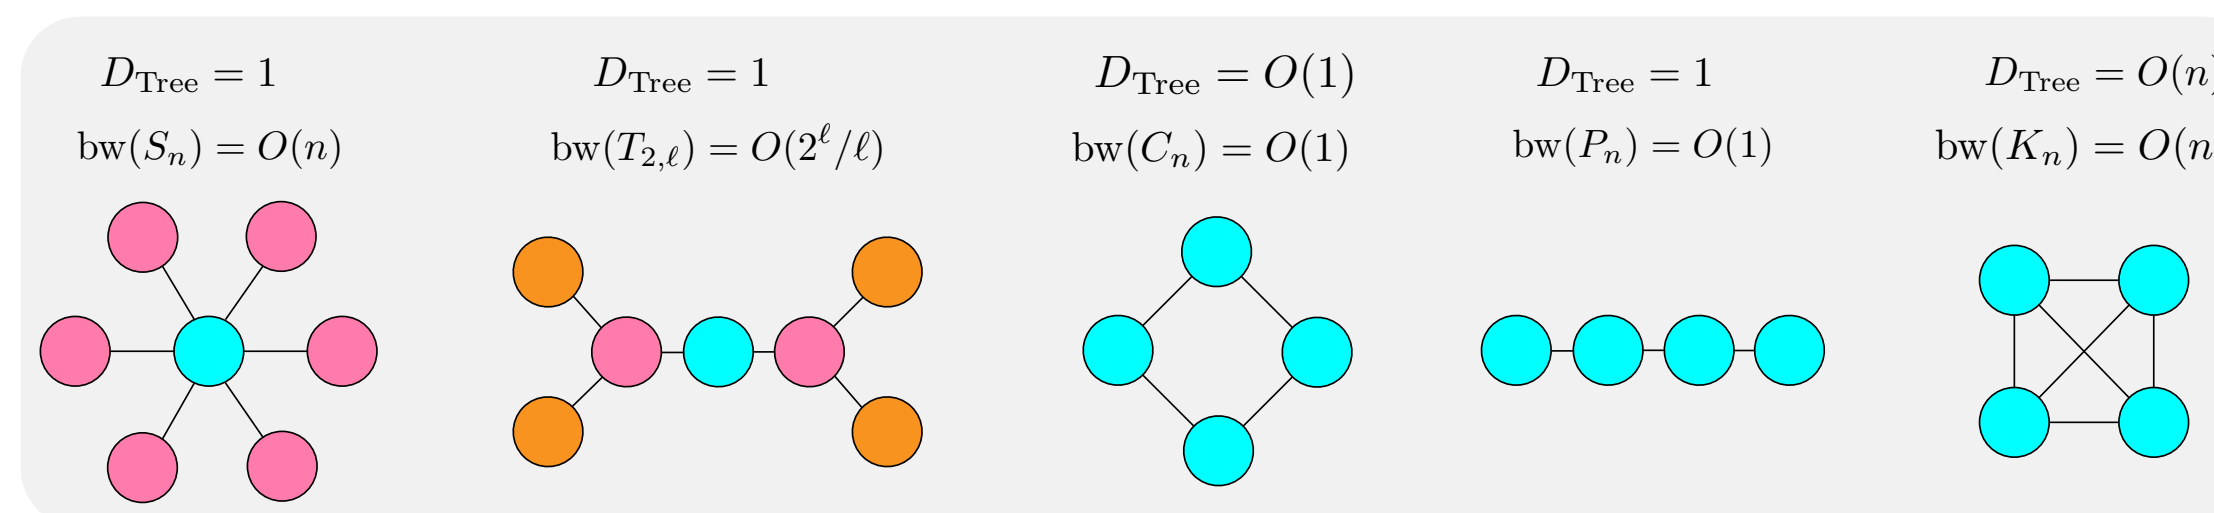 D_Tree = 1
bw(S_n) = O(n)
D_Tree = 1
bw(T_{2,ℓ}) = O(2^ℓ/ℓ)
D_Tree = O(1)
bw(C_n) = O(1)
D_Tree = 1
bw(P_n) = O(1)
D_Tree = O(n)
bw(K_n) = O(n